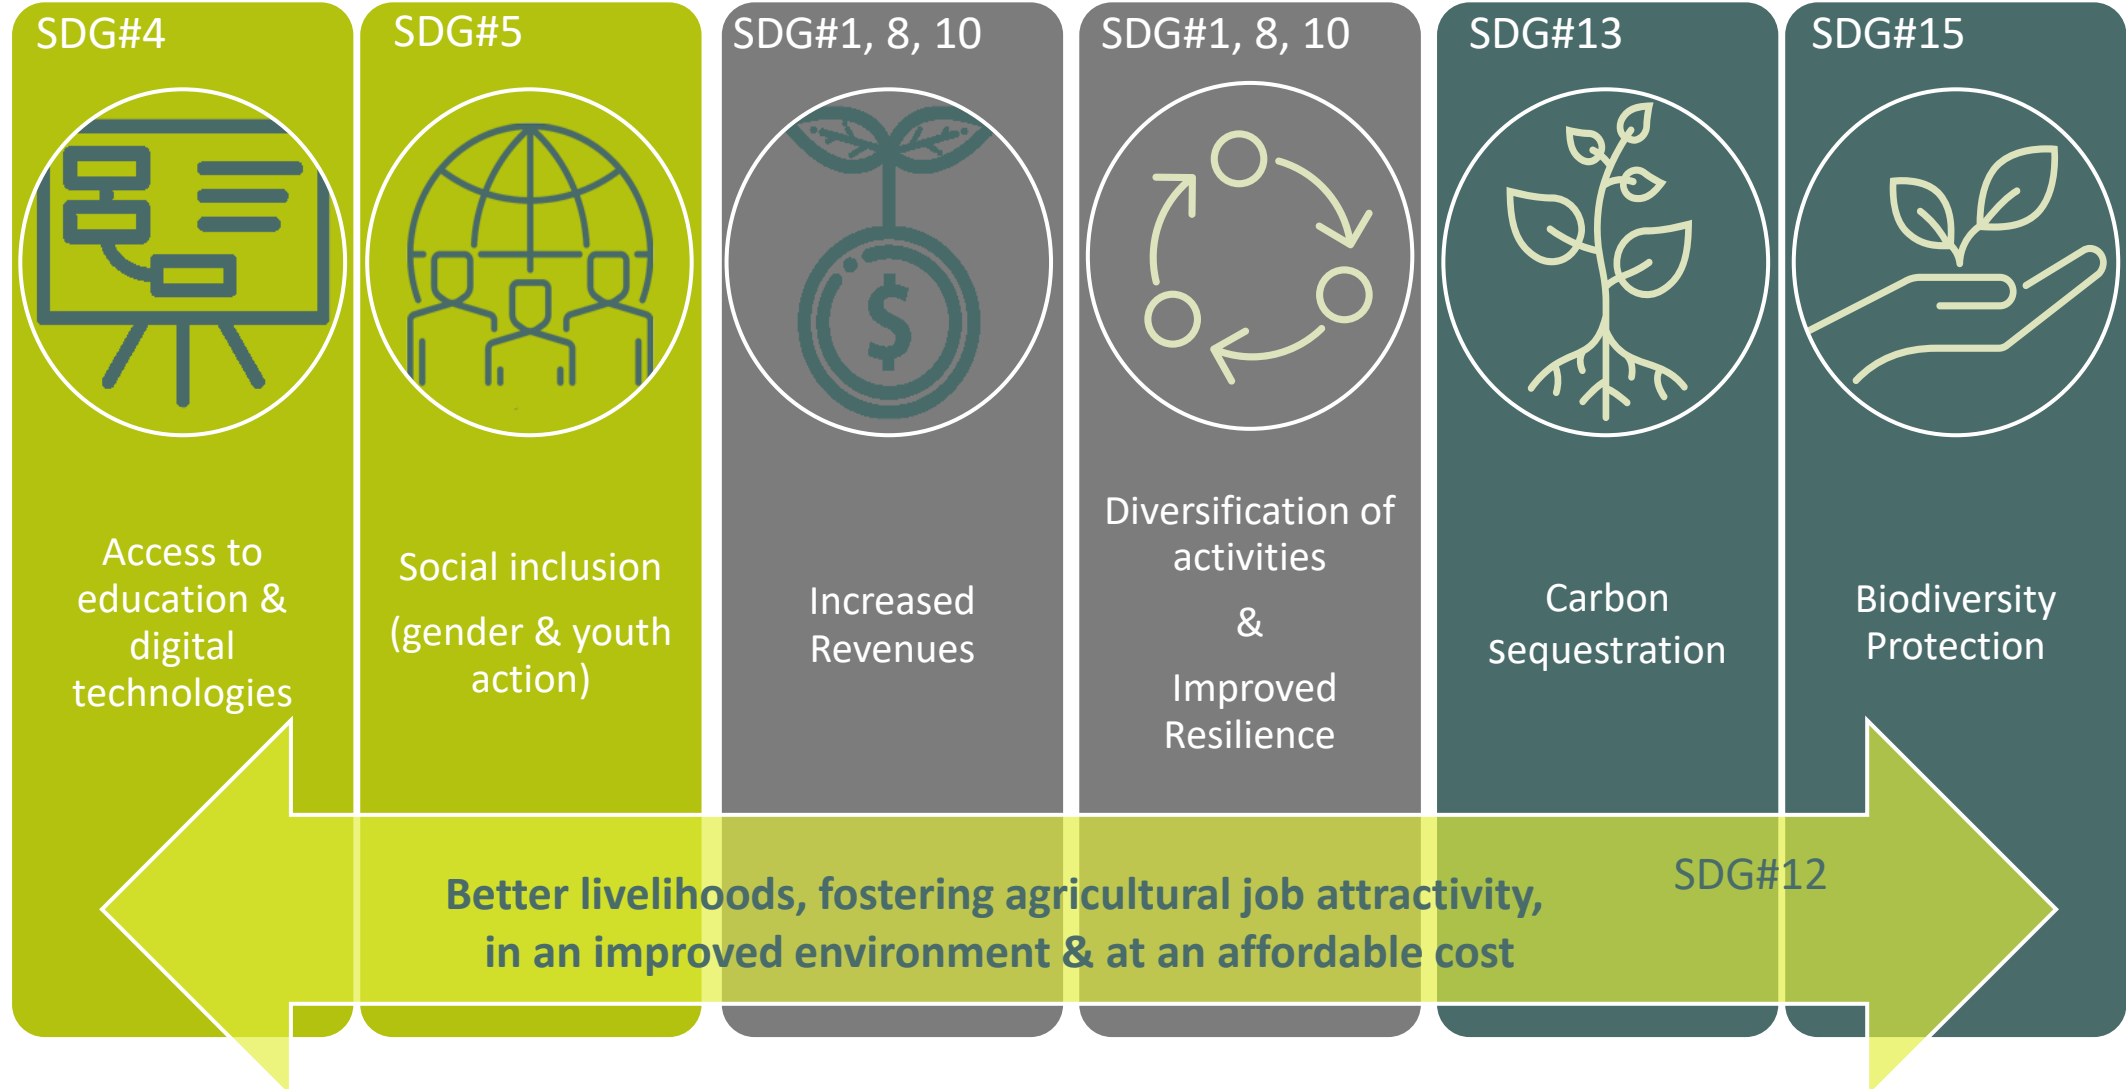 SDG#4
Access to
education &
digital
technologies
SDG#5
Social inclusion
(gender & youth
action)
SDG#1, 8, 10
$
Increased
Revenues
SDG#1, 8, 10
Diversification of
activities
&
Improved
Resilience
SDG#13
Carbon
sequestration
SDG#15
Biodiversity
Protection
SDG#12
Better livelihoods, fostering agricultural job attractivity,
in an improved environment & at an affordable cost